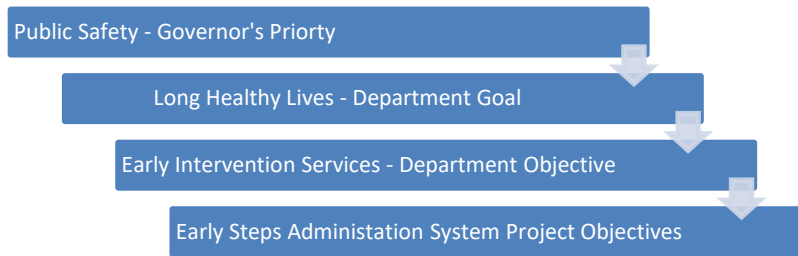 Public Safety - Governor's Priorty
Long Healthy Lives - Department Goal
Early Intervention Services - Department Objective
Early Steps Administation System Project Objectives